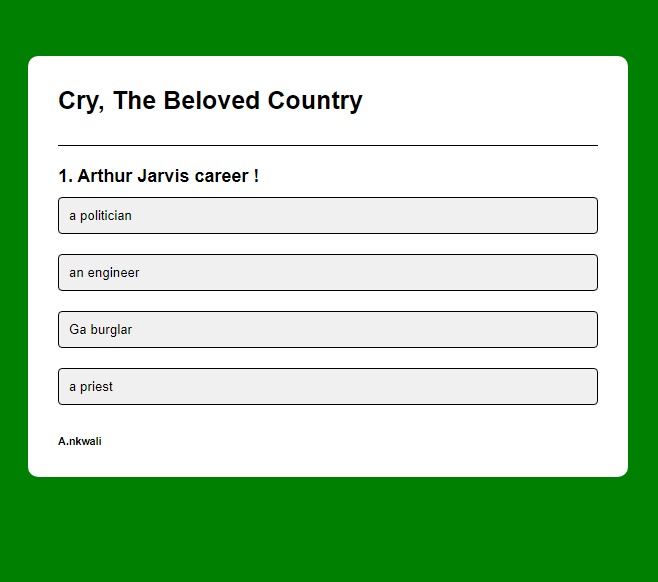 Cry, The Beloved Country
1. Arthur Jarvis career !
a politician
an engineer
Ga burglar
a priest
A.nkwali